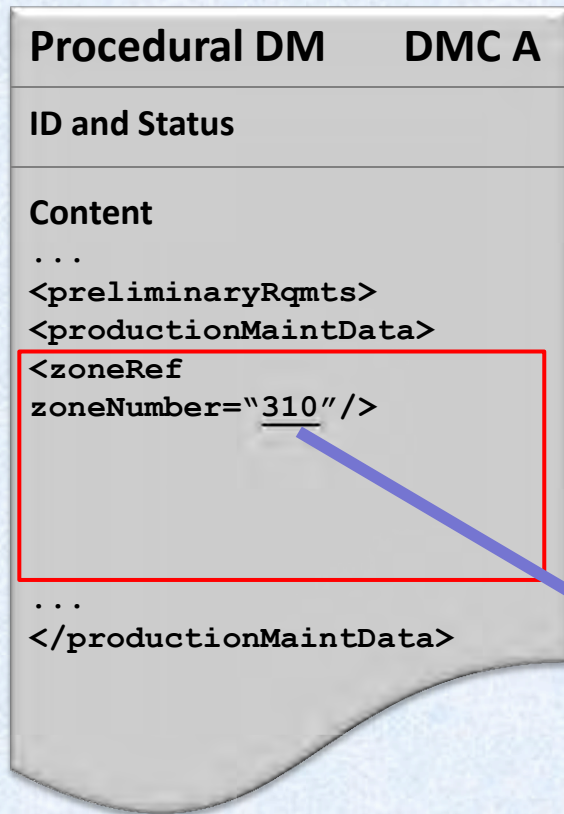 Procedural DM DMC A
ID and Status
Content
...
<preliminaryRqmts>
<productionMaintData>
<zoneRef
zoneNumber=“310”/>
...
</productionMaintData>